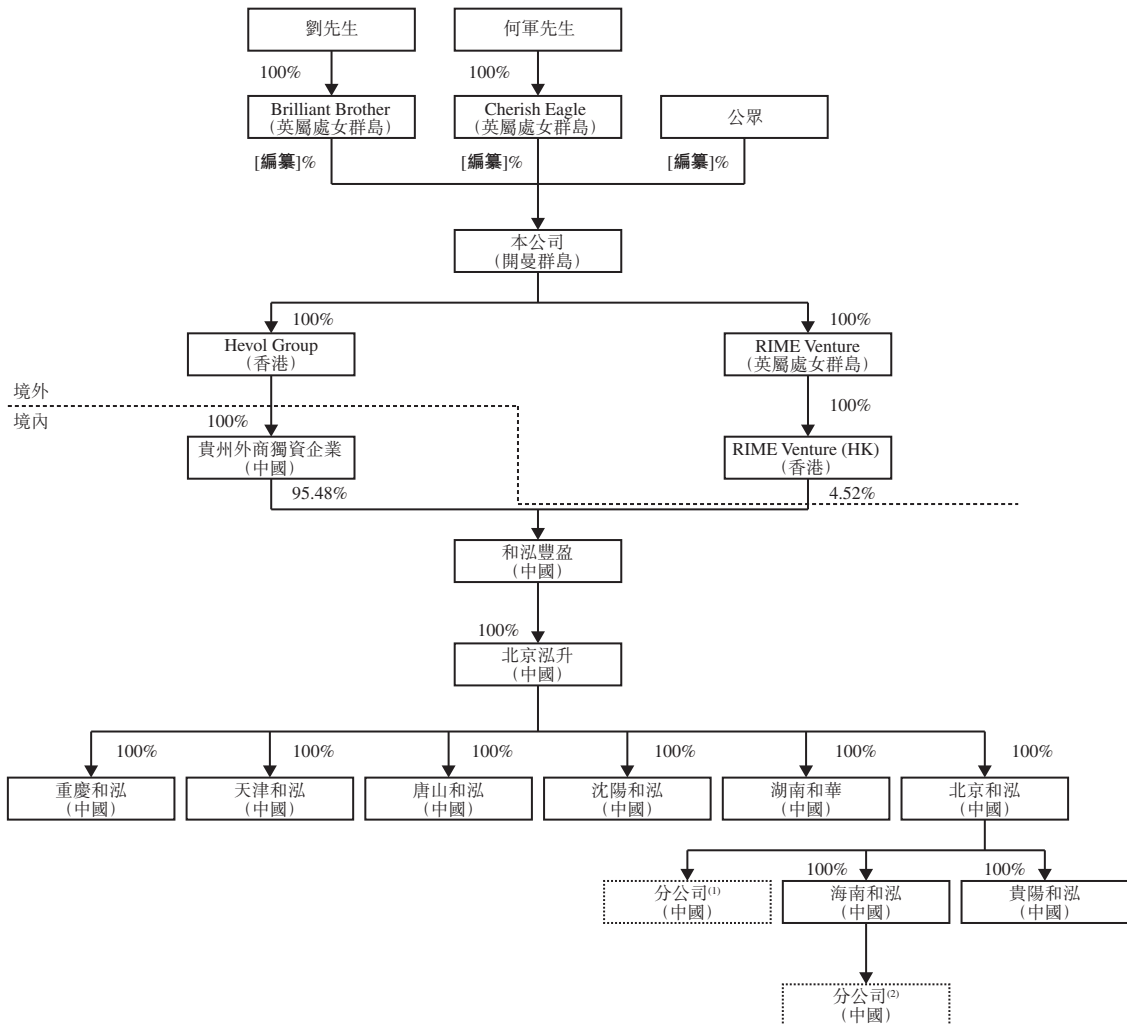 劉先生
何軍先生
100%
100%
Brilliant Brother
（英屬處女群島）
Cherish Eagle
（英屬處女群島）
公眾
[編纂]%
[編纂]%
[編纂]%
本公司
（開曼群島）
100%
100%
Hevol Group
（香港）
RIME Venture
（英屬處女群島）
境外
境內
100%
100%
貴州外商獨資企業
（中國）
RIME Venture (HK)
（香港）
95.48%
4.52%
和泓豐盈
（中國）
100%
北京泓升
（中國）
100%
100%
100%
100%
100%
100%
重慶和泓
（中國）
天津和泓
（中國）
唐山和泓
（中國）
沈陽和泓
（中國）
湖南和華
（中國）
北京和泓
（中國）
100%
100%
分公司(1)
（中國）
海南和泓
（中國）
貴陽和泓
（中國）
分公司(2)
（中國）